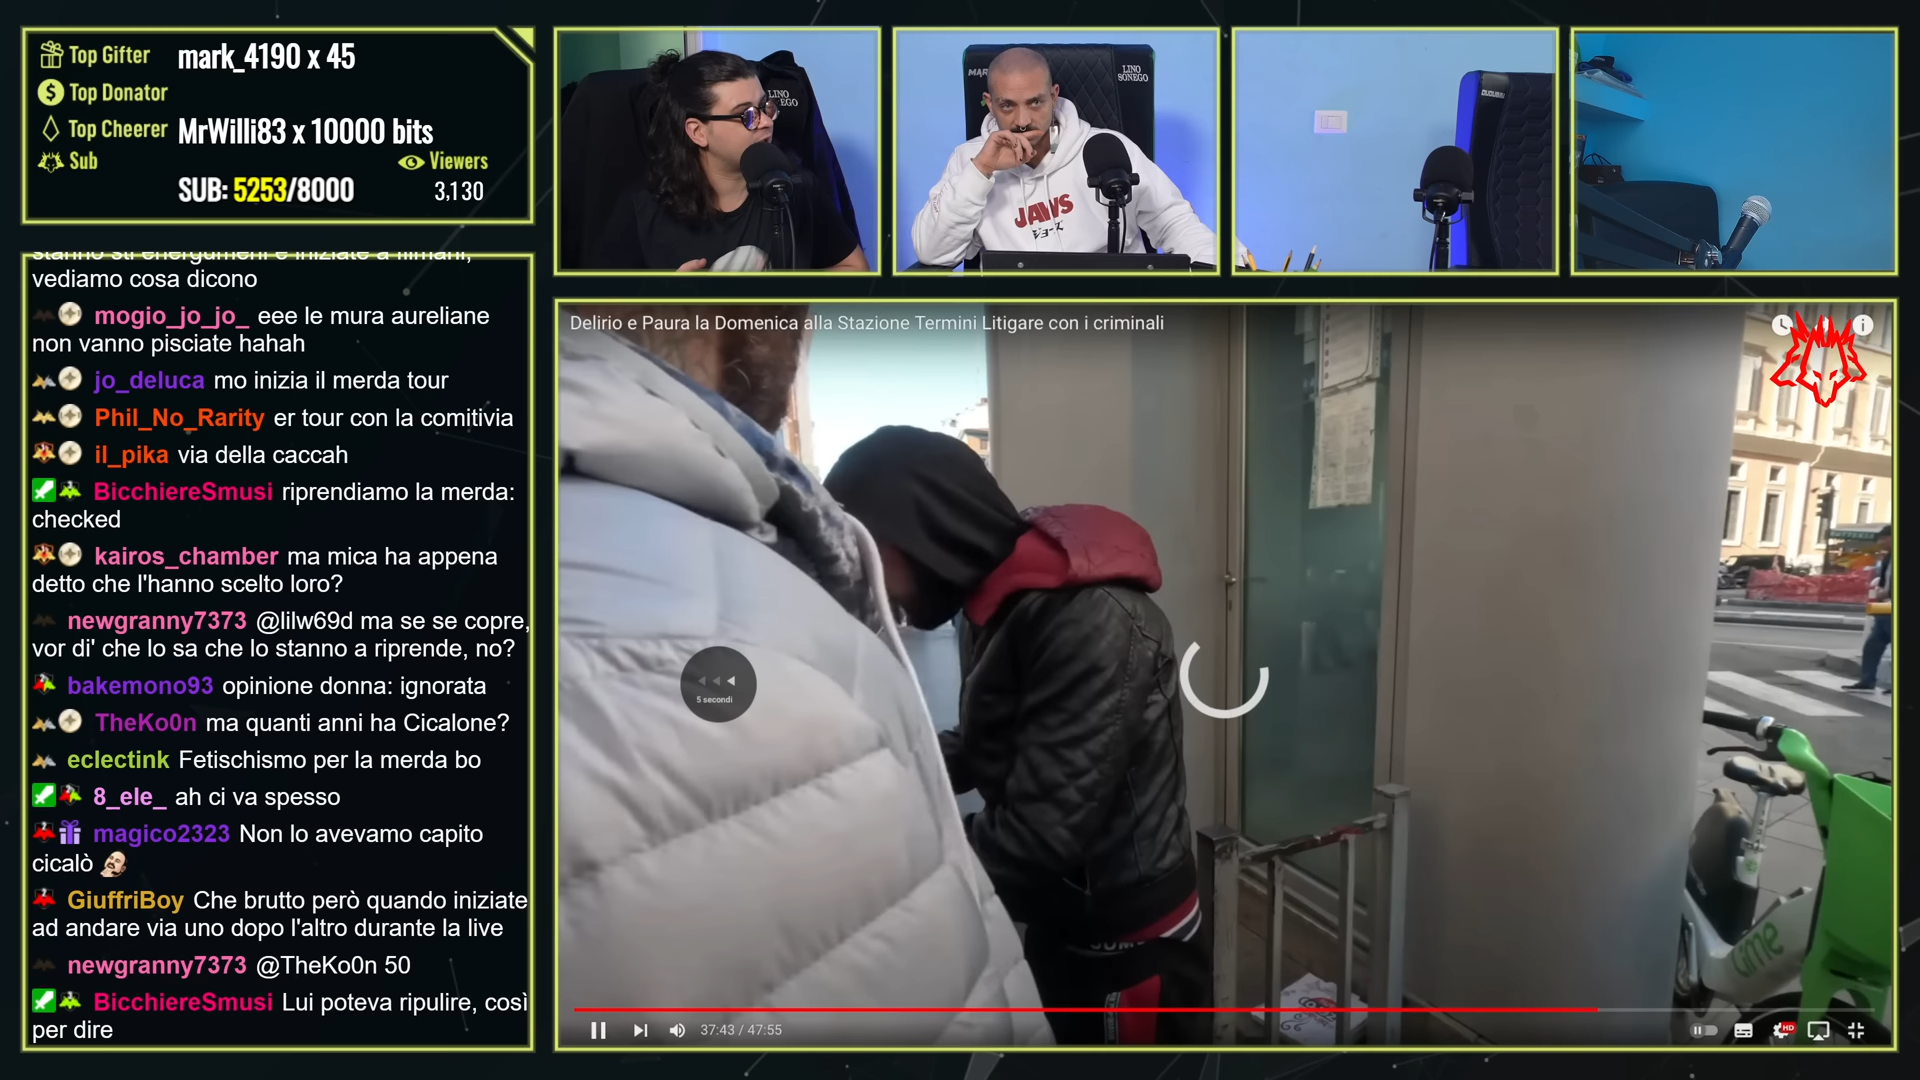 Top Gifter mark_4190 x 45
Top Donator
Top Cheerer MrWilli83 x 10000 bits
Sub Viewers
SUB: 5253/8000 3,130
LINO
SONEGO
JAWS
ジョーズ
vediamo cosa dicono
mogio_jo_jo_ eee le mura aureliane
non vanno pisciate hahah
jo_deluca mo inizia il merda tour
Phil_No_Rarity er tour con la comitivia
il_pika via della caccah
BicchiereSmusi riprendiamo la merda:
checked
kairos_chamber ma mica ha appena
detto che l'hanno scelto loro?
newgranny7373 @lilw69d ma se se copre,
vor di' che lo sa che lo stanno a riprende, no?
bakemono93 opinione donna: ignorata
TheKo0n ma quanti anni ha Cicalone?
eclectink Fetischismo per la merda bo
8_ele_ ah ci va spesso
magico2323 Non lo avevamo capito
cicalò
GiuffriBoy Che brutto però quando iniziate
ad andare via uno dopo l'altro durante la live
newgranny7373 @TheKo0n 50
BicchiereSmusi Lui poteva ripulire, così
per dire
Delirio e Paura la Domenica alla Stazione Termini Litigare con i criminali
5 secondi
Lime
37:43 / 47:55
HD